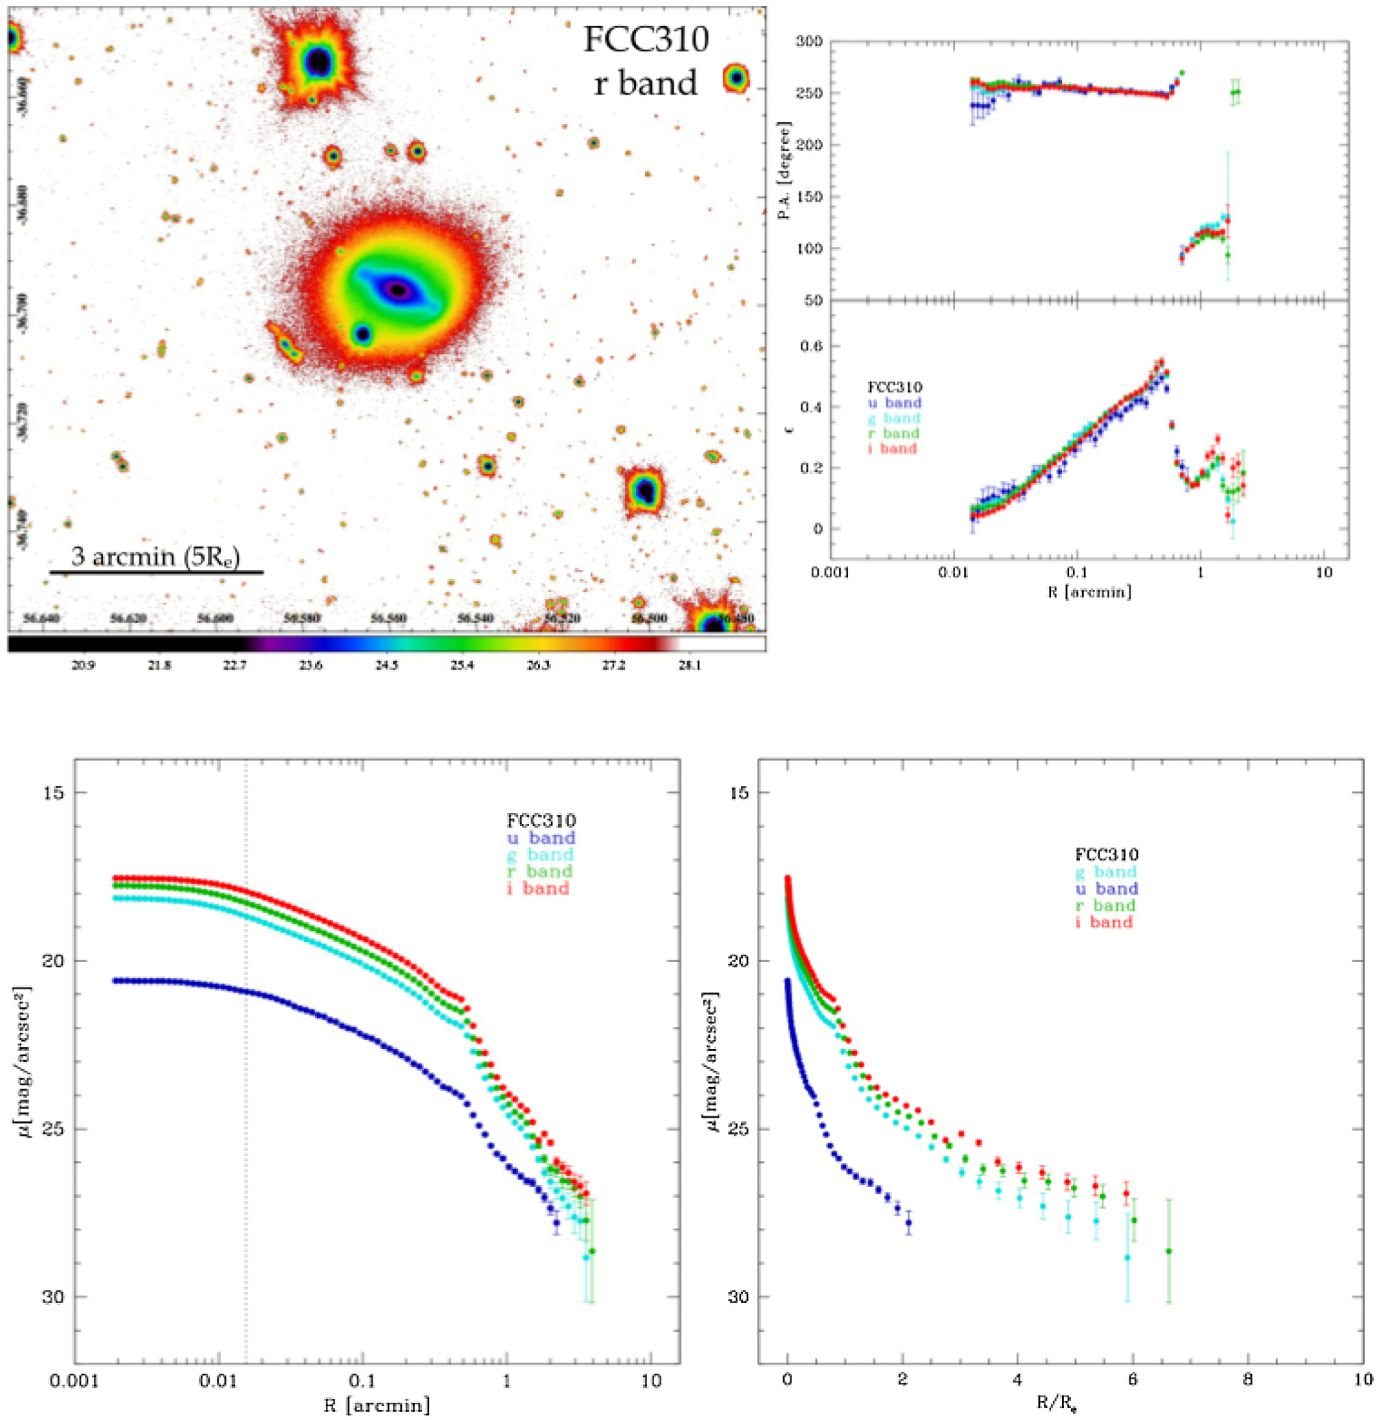 FCC310
r band
-36.660
-36.680
-36.700
-36.720
-36.740
3 arcmin (5Re)
56.640 56.620 56.600 56.580 56.560 56.540 56.520 56.500 56.480
20.9 21.8 22.7 23.6 24.5 25.4 26.3 27.2 28.1
300
250
200
150
100
50
P.A. [degree]
0.6
0.4
0.2
0
ϵ
FCC310
u band
g band
r band
i band
0.001 0.01 0.1 1 10
R [arcmin]
15
20
25
30
μ[mag/arcsec²]
FCC310
u band
g band
r band
i band
0.001 0.01 0.1 1 10
R [arcmin]
15
20
25
30
μ[mag/arcsec²]
FCC310
g band
u band
r band
i band
0 2 4 6 8 10
R/Re